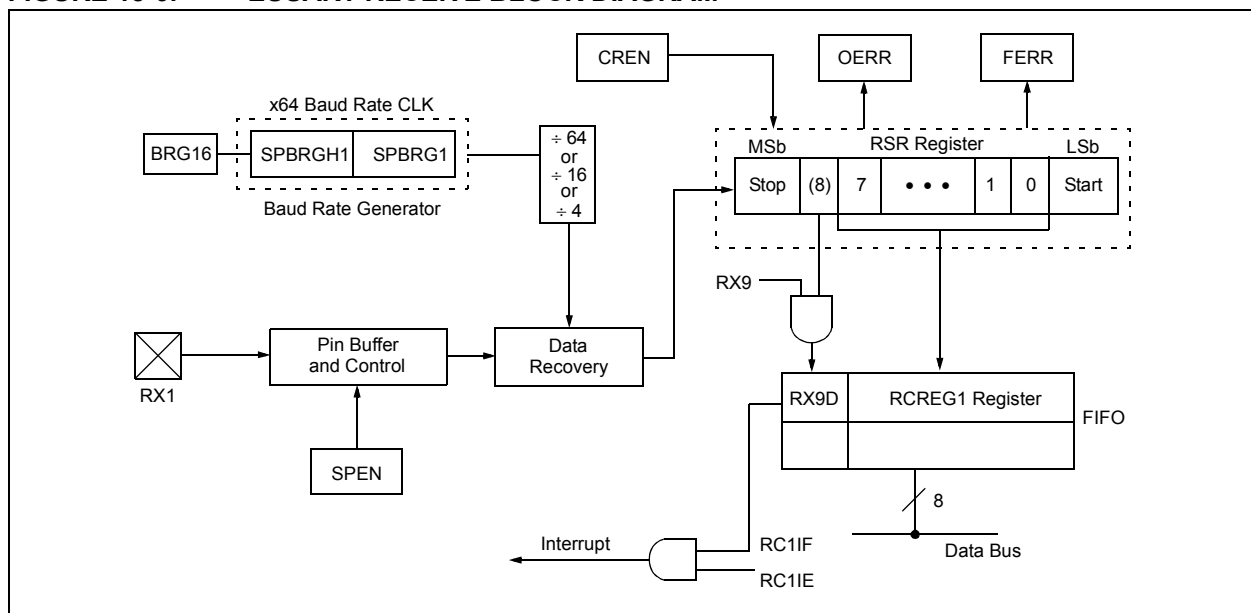 CREN
OERR
FERR
x64 Baud Rate CLK
BRG16
SPBRGH1
SPBRG1
Baud Rate Generator
÷ 64
or
÷ 16
or
÷ 4
MSb
RSR Register
LSb
Stop
(8)
7
• • •
1
0
Start
RX9
RX1
Pin Buffer
and Control
Data
Recovery
SPEN
RX9D
RCREG1 Register
FIFO
8
Data Bus
Interrupt
RC1IF
RC1IE